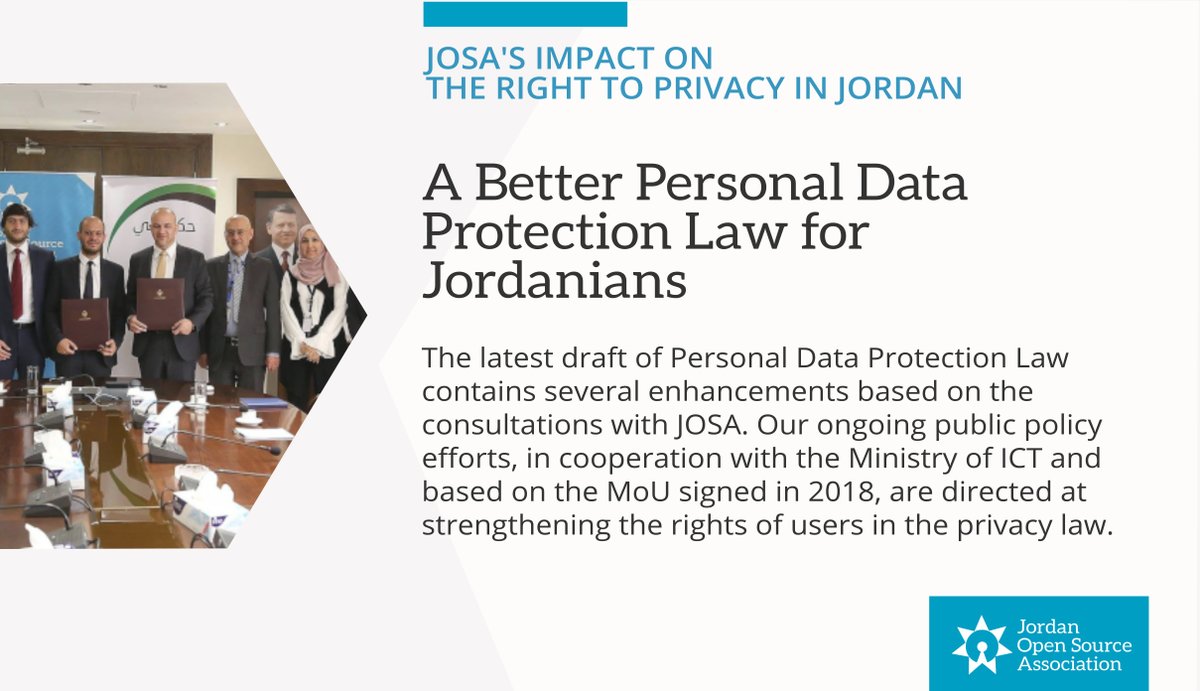 JOSA'S IMPACT ON
THE RIGHT TO PRIVACY IN JORDAN
A Better Personal Data
Protection Law for
Jordanians
The latest draft of Personal Data Protection Law
contains several enhancements based on the
consultations with JOSA. Our ongoing public policy
efforts, in cooperation with the Ministry of ICT and
based on the MoU signed in 2018, are directed at
strengthening the rights of users in the privacy law.
Jordan
Open Source
Association